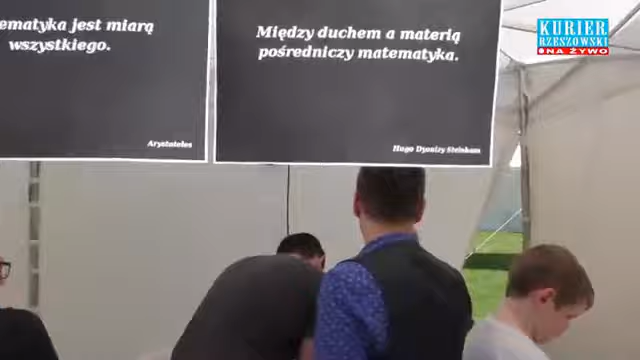 ematyka jest miarą
wszystkiego.
Arystoteles
Między duchem a materią
pośredniczy matematyka.
Hugo Dyonizy Steinhaus
KURIER
RZESZOWSKI
NA ŻYWO